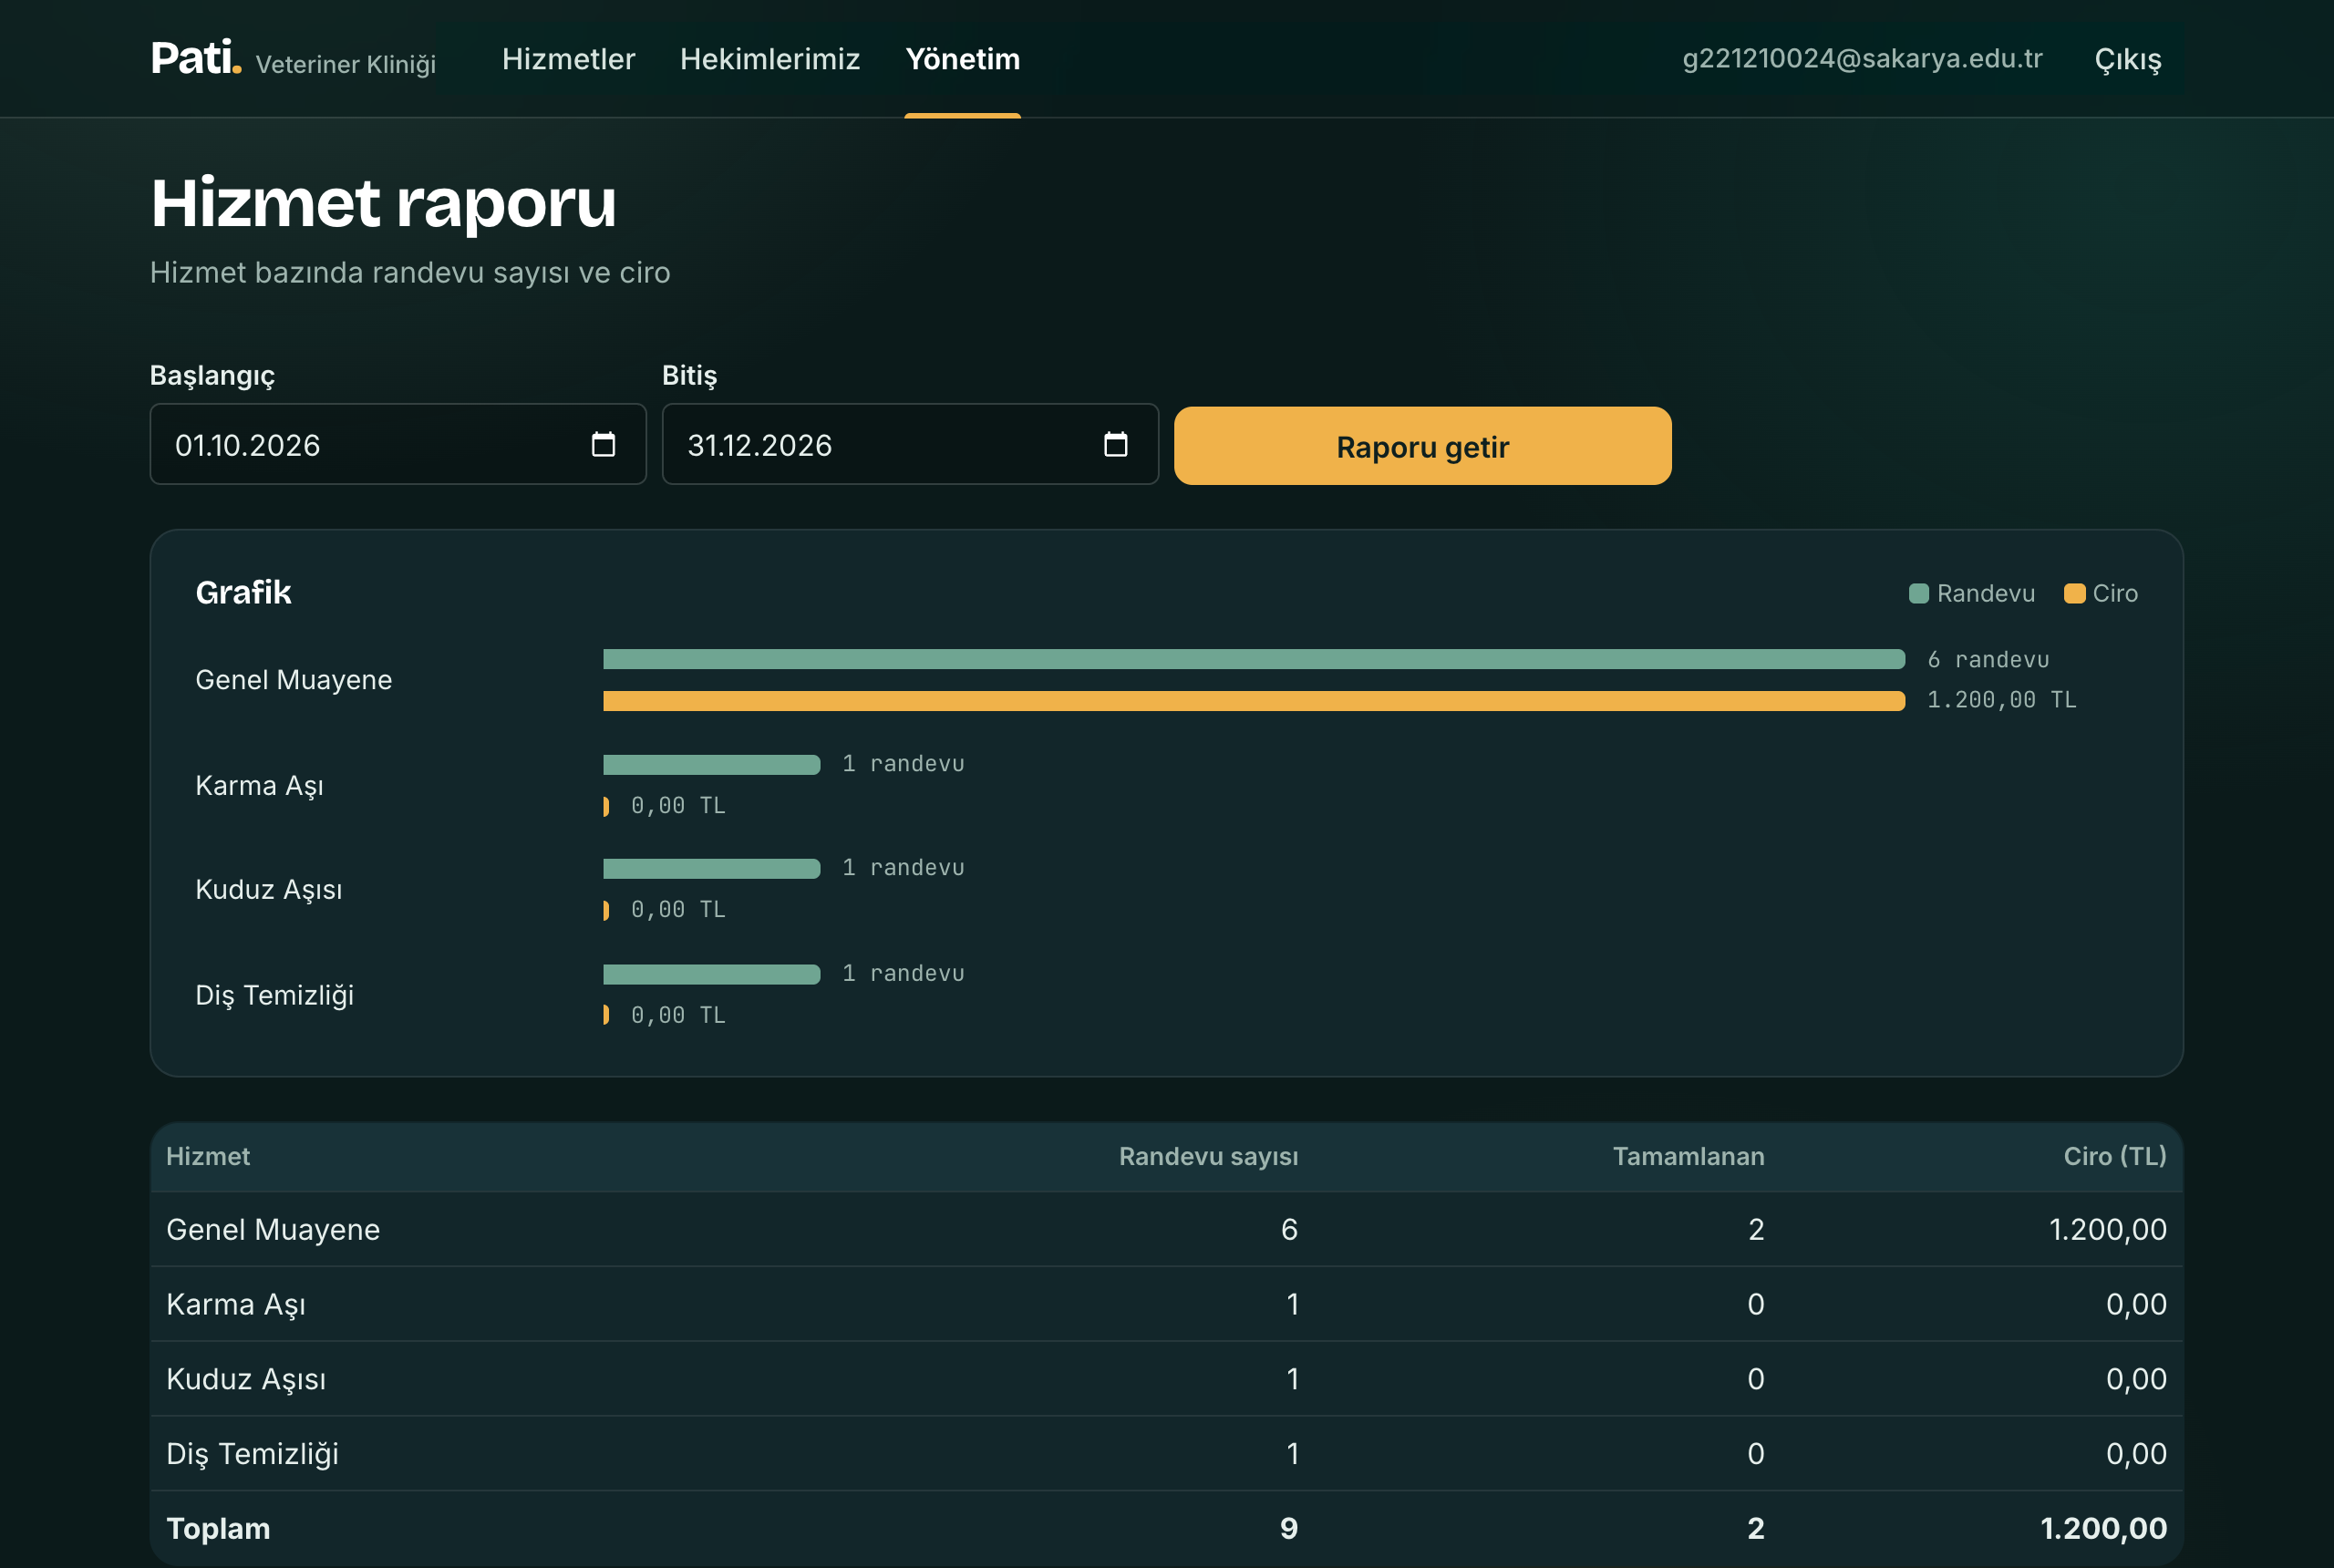 Pati. Veteriner Kliniği Hizmetler Hekimlerimiz Yönetim g221210024@sakarya.edu.tr Çıkış
Hizmet raporu
Hizmet bazında randevu sayısı ve ciro
Başlangıç Bitiş
01.10.2026 31.12.2026 Raporu getir
Grafik Randevu Ciro
Genel Muayene
6 randevu
1.200,00 TL
Karma Aşı
1 randevu
0,00 TL
Kuduz Aşısı
1 randevu
0,00 TL
Diş Temizliği
1 randevu
0,00 TL
Hizmet Randevu sayısı Tamamlanan Ciro (TL)
Genel Muayene 6 2 1.200,00
Karma Aşı 1 0 0,00
Kuduz Aşısı 1 0 0,00
Diş Temizliği 1 0 0,00
Toplam 9 2 1.200,00